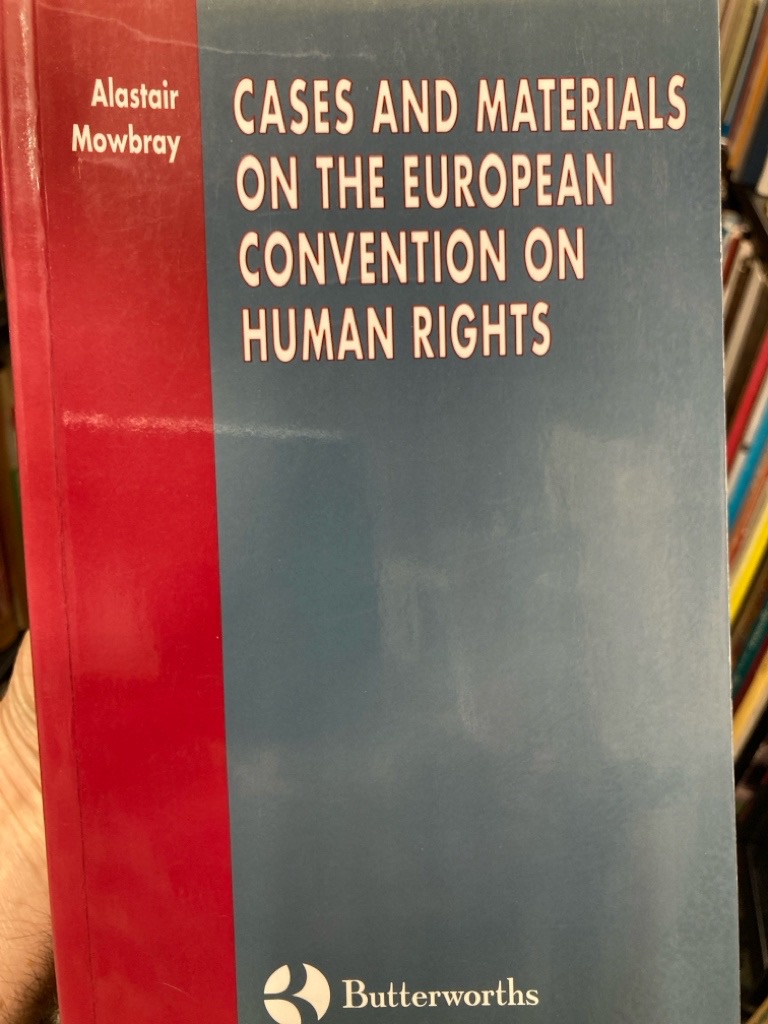 Alastair
Mowbray
CASES AND MATERIALS
ON THE EUROPEAN
CONVENTION ON
HUMAN RIGHTS
Butterworths